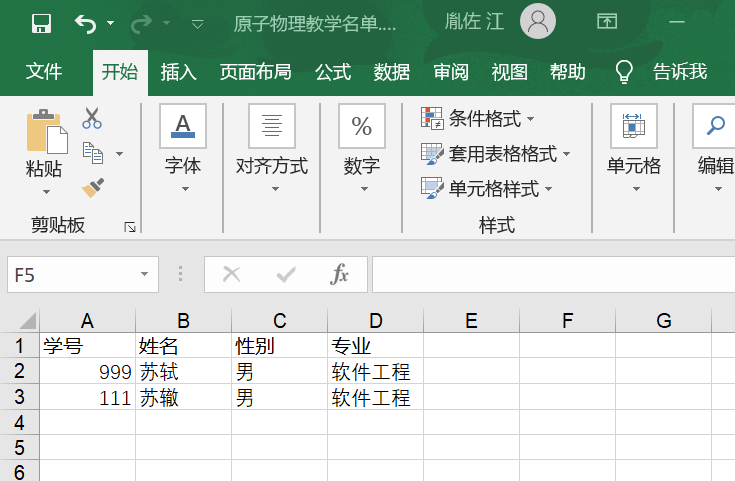 原子物理教学名单.... 胤佐 江
文件 开始 插入 页面布局 公式 数据 审阅 视图 帮助 告诉我
粘贴 字体 对齐方式 % 数字 条件格式 套用表格格式 单元格样式 单元格 编辑
剪贴板 样式
F5 fx
A B C D E F G
1 学号 姓名 性别 专业
2 999 苏轼 男 软件工程
3 111 苏辙 男 软件工程
4
5
6